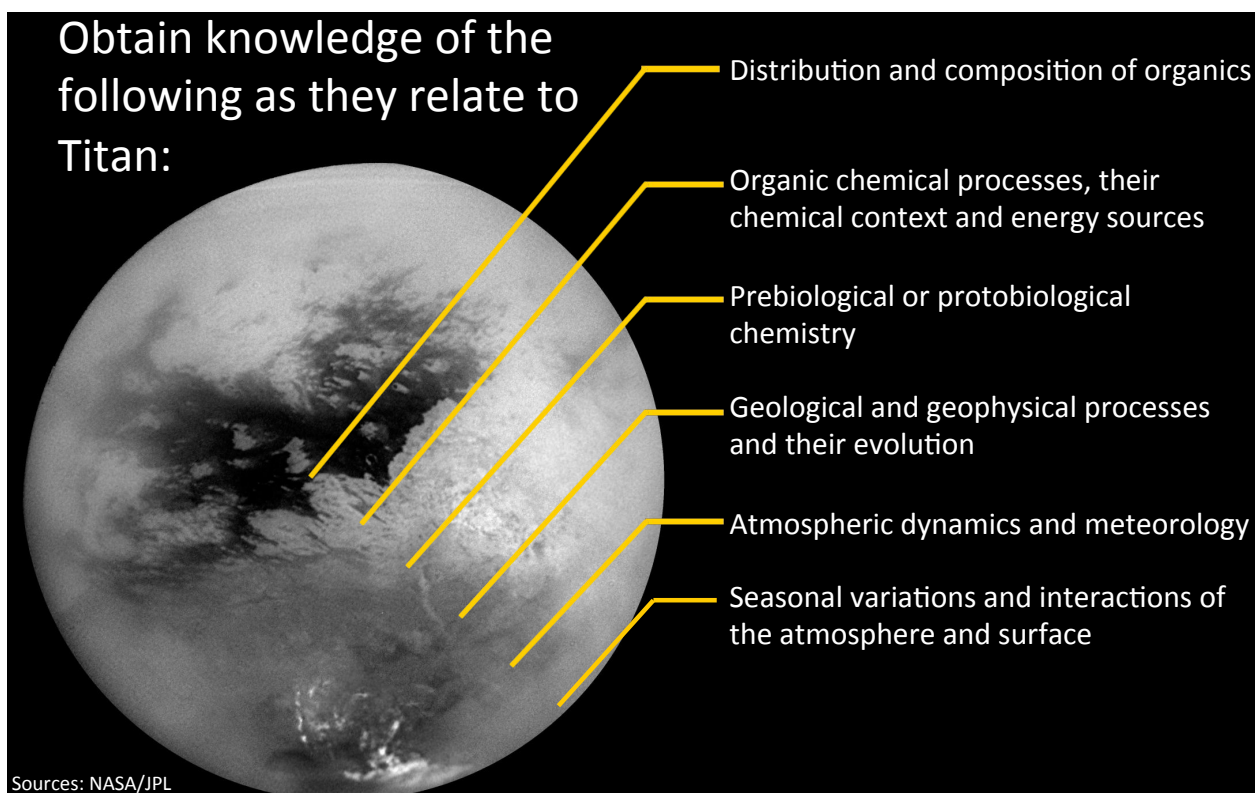 Obtain knowledge of the
following as they relate to
Titan:
Distribution and composition of organics
Organic chemical processes, their
chemical context and energy sources
Prebiological or protobiological
chemistry
Geological and geophysical processes
and their evolution
Atmospheric dynamics and meteorology
Seasonal variations and interactions of
the atmosphere and surface
Sources: NASA/JPL